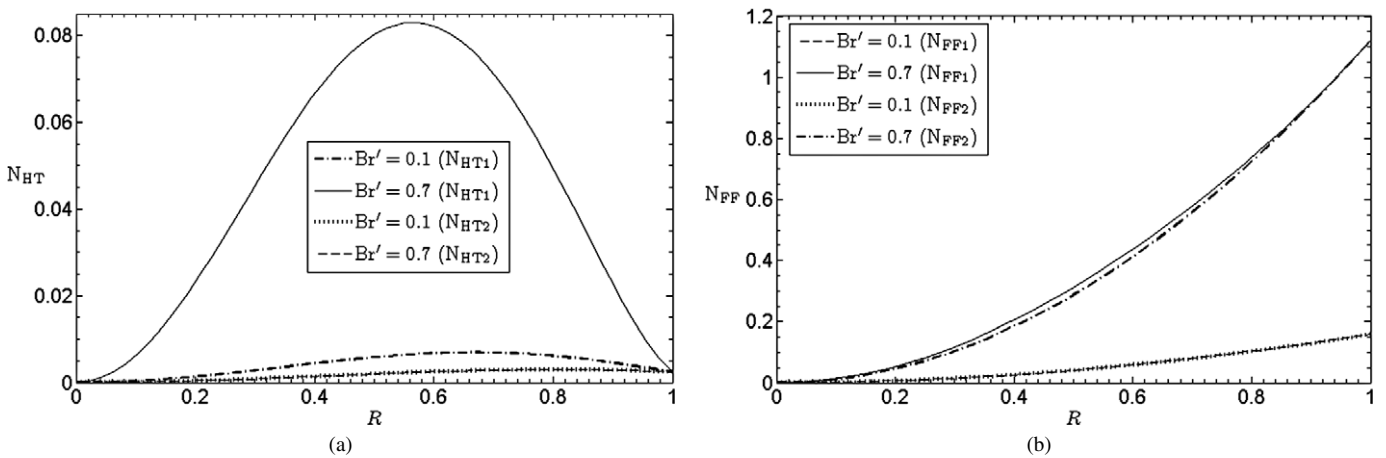 0.08
0.06
N_HT
0.04
0.02
0
0 0.2 0.4 0.6 0.8 1
R
Br′ = 0.1 (N_HT1)
Br′ = 0.7 (N_HT1)
Br′ = 0.1 (N_HT2)
Br′ = 0.7 (N_HT2)
(a)
1.2
1
0.8
N_FF
0.6
0.4
0.2
0
0 0.2 0.4 0.6 0.8 1
R
Br′ = 0.1 (N_FF1)
Br′ = 0.7 (N_FF1)
Br′ = 0.1 (N_FF2)
Br′ = 0.7 (N_FF2)
(b)